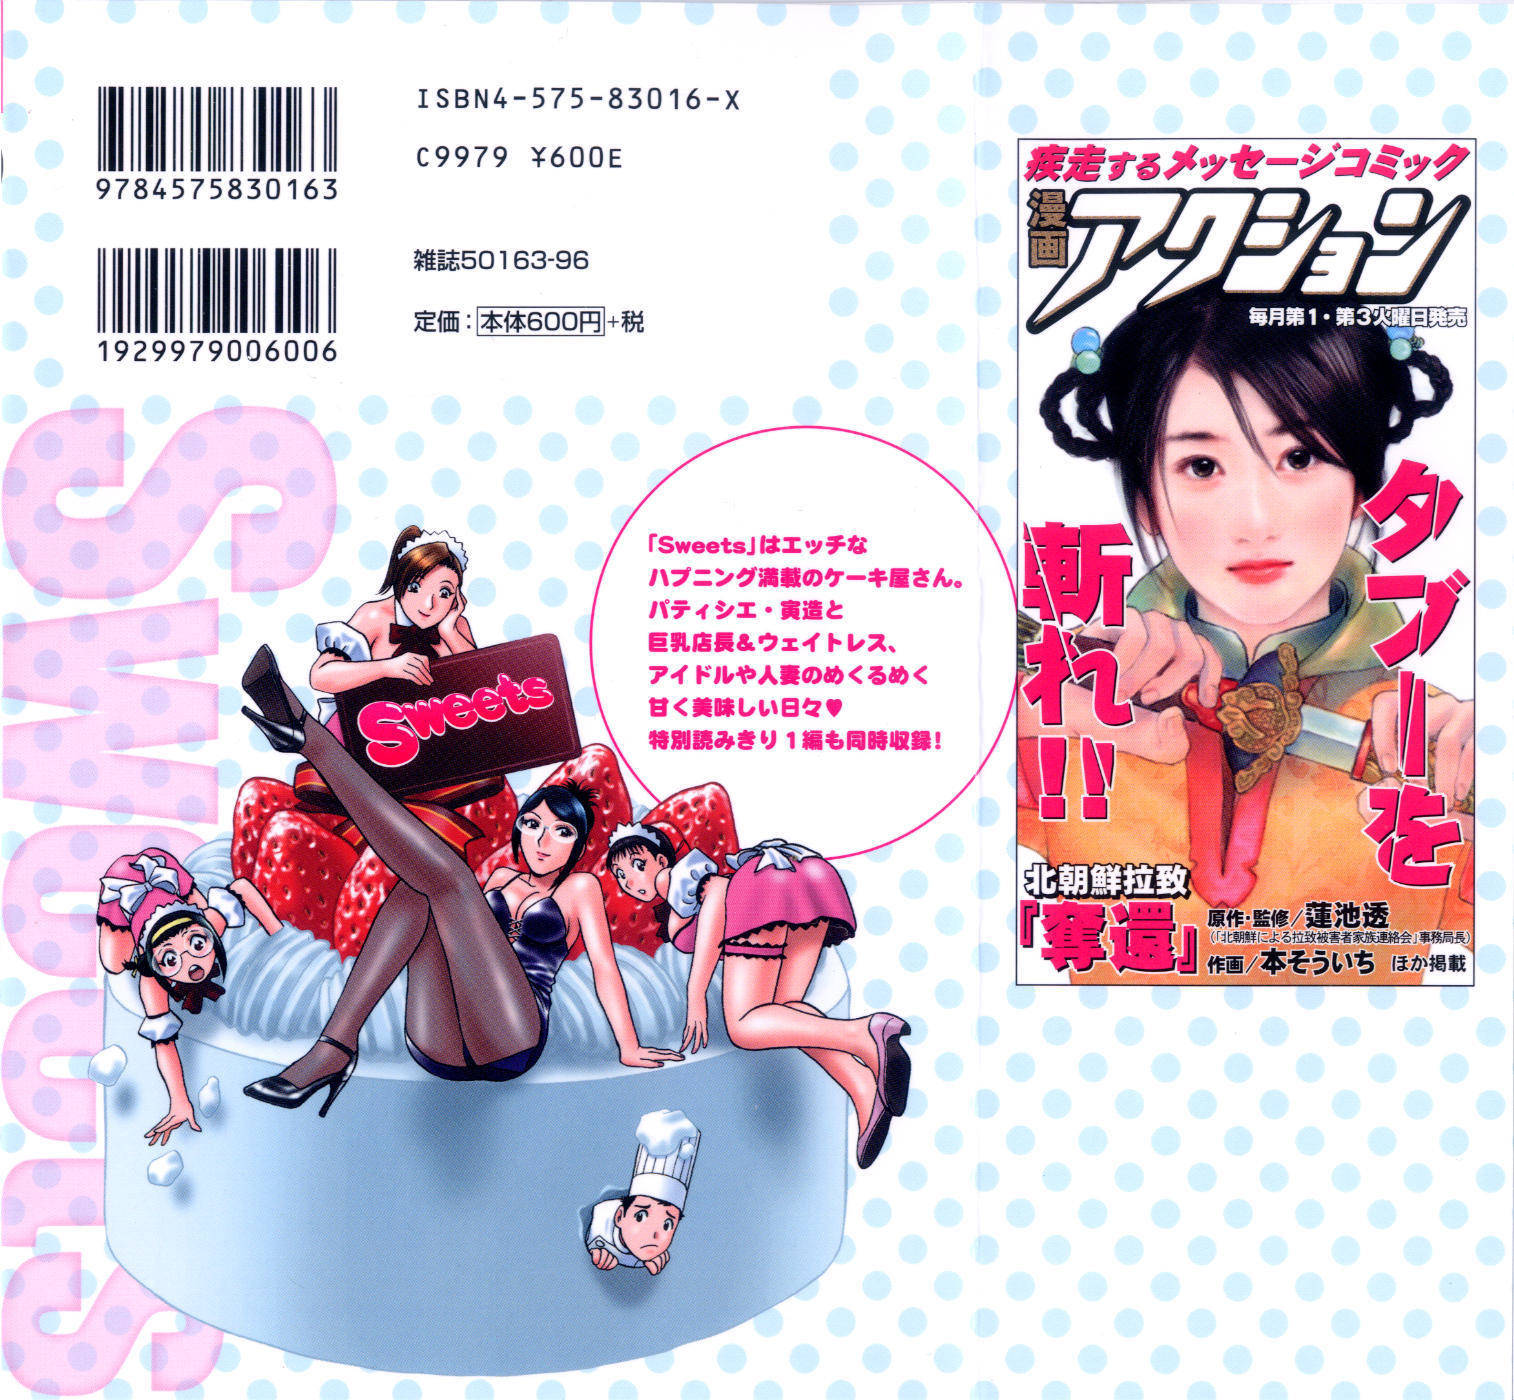 ISBN4-575-83016-X
C9979 ¥600E
9784575830163
雑誌50163-96
定価：本体600円+税
1929979006006
Sweets
「Sweets」はエッチな
ハプニング満載のケーキ屋さん。
パティシエ・寅造と
巨乳店長＆ウェイトレス、
アイドルや人妻のめくるめく
甘く美味しい日々♥
特別読みきり１編も同時収録！
Sweets
疾走するメッセージコミック
漫画アクション
毎月第1・第3火曜日発売
タブーを
斬れ!!
北朝鮮拉致
『奪還』
原作・監修／蓮池透
（「北朝鮮による拉致被害者家族連絡会」事務局長）
作画／本そういち ほか掲載